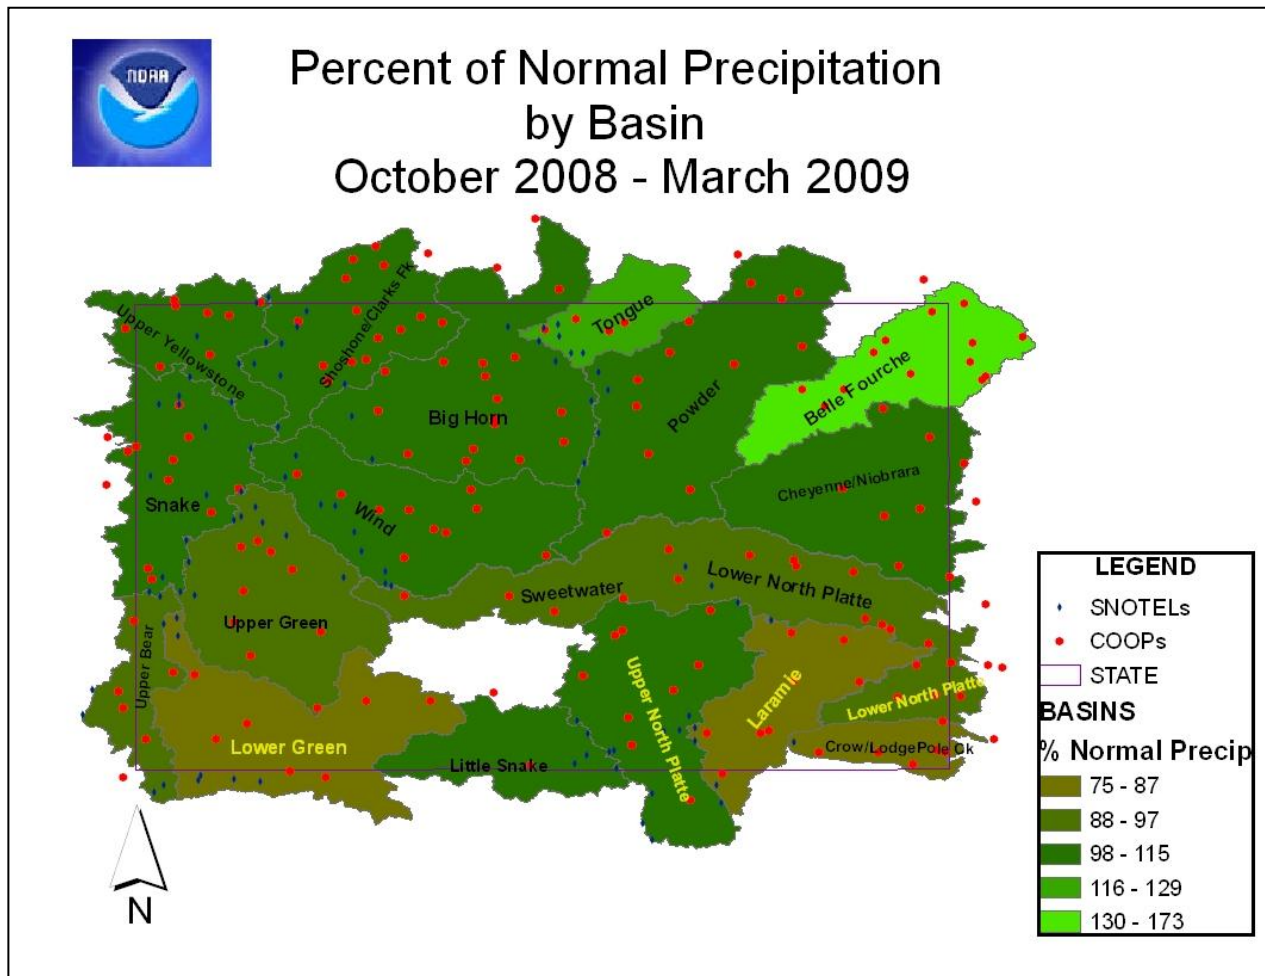 NOAA
Percent of Normal Precipitation
by Basin
October 2008 - March 2009
Upper Yellowstone
Shoshone/Clarks Fk
Tongue
Big Horn
Powder
Belle Fourche
Cheyenne/Niobrara
Snake
Wind
Sweetwater
Lower North Platte
Upper Green
Upper Bear
Upper North Platte
Laramie
Lower North Platte
Lower Green
Little Snake
Crow/LodgePole Ck
N
LEGEND
SNOTELs
COOPs
STATE
BASINS
% Normal Precip
75 - 87
88 - 97
98 - 115
116 - 129
130 - 173